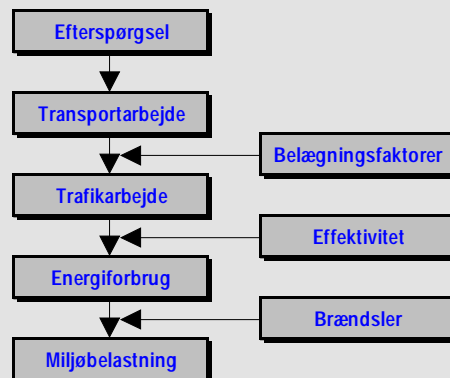 Efterspørgsel
Transportarbejde
Belægningsfaktorer
Trafikarbejde
Effektivitet
Energiforbrug
Brændsler
Miljøbelastning